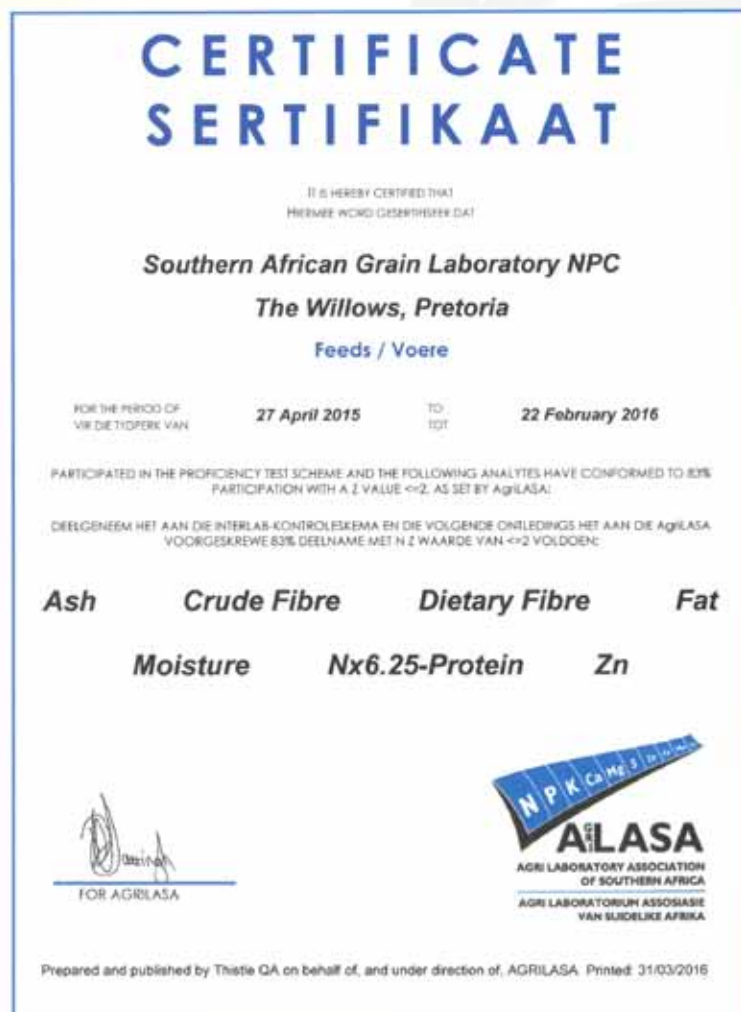 CERTIFICATE
SERTIFIKAAT
IT IS HEREBY CERTIFIED THAT
HIERMEE WORD GESERTIFISEER DAT
Southern African Grain Laboratory NPC
The Willows, Pretoria
Feeds / Voere
FOR THE PERIOD OF 27 April 2015 TO 22 February 2016
VIR DIE TYDPERK VAN TOT
PARTICIPATED IN THE PROFICIENCY TEST SCHEME AND THE FOLLOWING ANALYTES HAVE CONFORMED TO 83%
PARTICIPATION WITH A Z VALUE <=2, AS SET BY AgriLASA:
DEELGENEEM HET AAN DIE INTERLAB-KONTROLESKEMA EN DIE VOLGENDE ONTLEDINGS HET AAN DIE AgriLASA
VOORGESKREWE 83% DEELNAME MET N Z WAARDE VAN <=2 VOLDOEN:
Ash Crude Fibre Dietary Fibre Fat
Moisture Nx6.25-Protein Zn
N P K Ca Mg S
AGRILASA
AGRI LABORATORY ASSOCIATION
OF SOUTHERN AFRICA
AGRI LABORATORIUM ASSOSIASIE
VAN SUIDELIKE AFRIKA
FOR AGRILASA
Prepared and published by Thistle QA on behalf of, and under direction of, AGRILASA. Printed: 31/03/2016